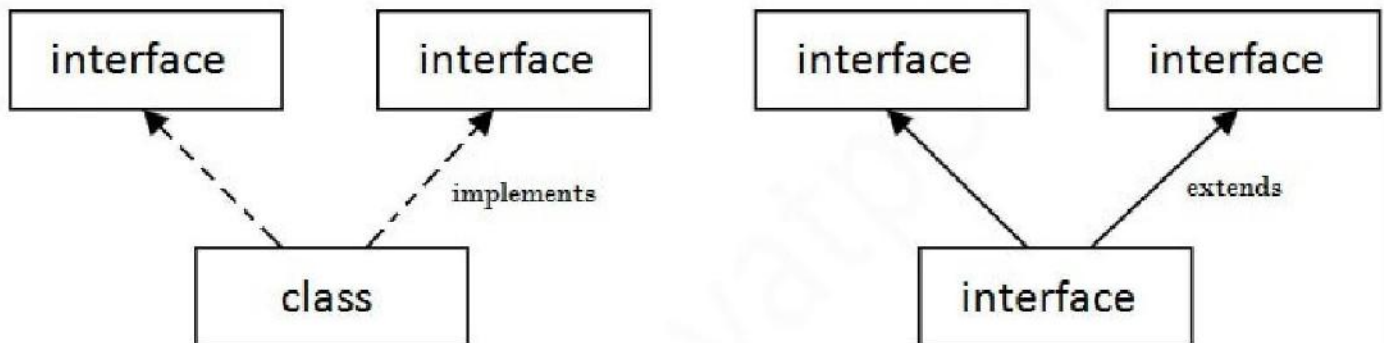 interface
interface
interface
interface
implements
extends
class
interface